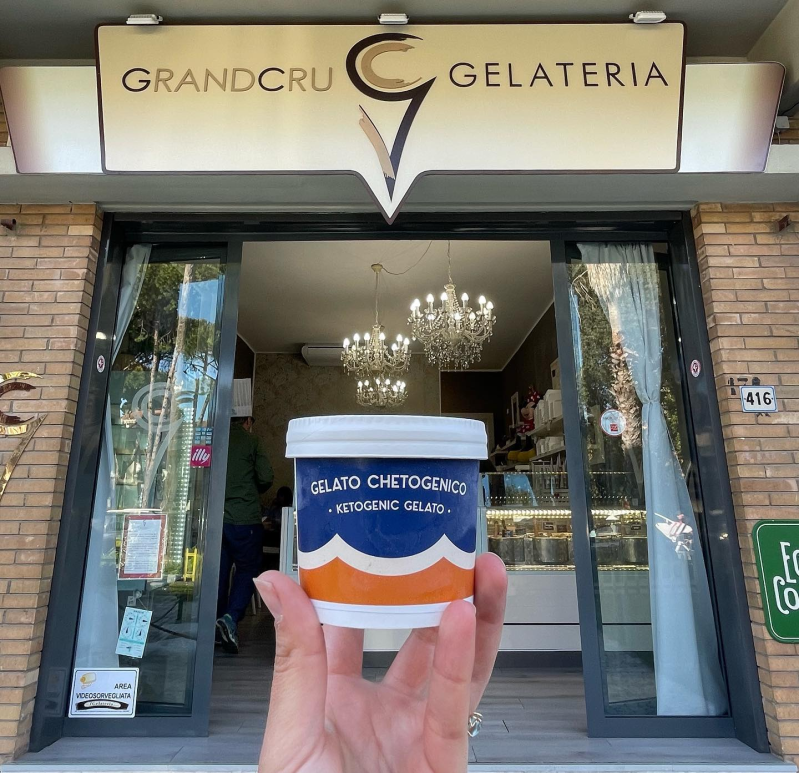 GRANDCRU GELATERIA
416
illy
GELATO CHETOGENICO
• KETOGENIC GELATO •
AREA
VIDEOSORVEGLIATA